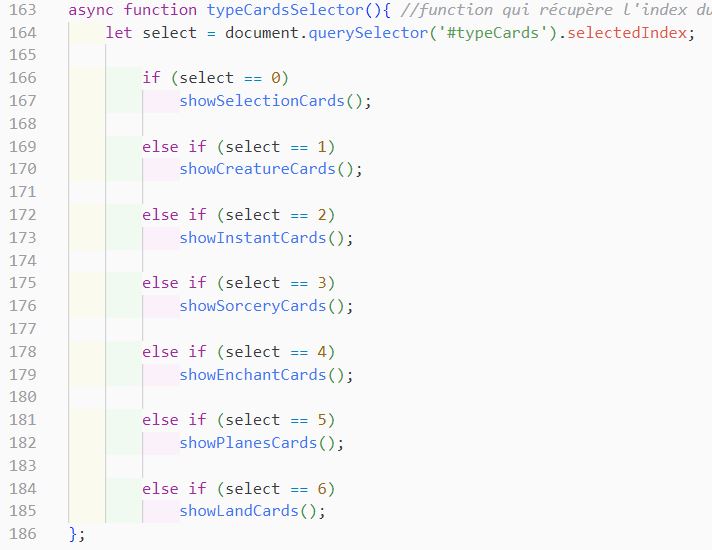 163 async function typeCardsSelector(){ //function qui récupère l'index du
164 let select = document.querySelector('#typeCards').selectedIndex;
165
166 if (select == 0)
167 showSelectionCards();
168
169 else if (select == 1)
170 showCreatureCards();
171
172 else if (select == 2)
173 showInstantCards();
174
175 else if (select == 3)
176 showSorceryCards();
177
178 else if (select == 4)
179 showEnchantCards();
180
181 else if (select == 5)
182 showPlanesCards();
183
184 else if (select == 6)
185 showLandCards();
186 };